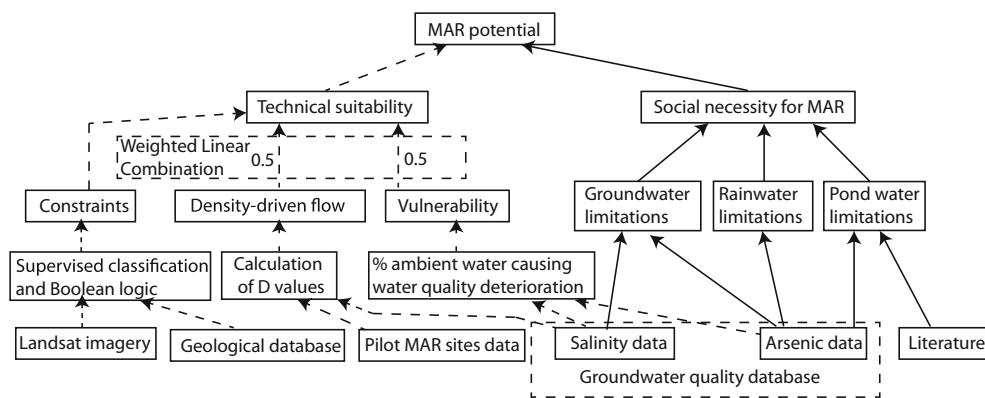 MAR potential
Technical suitability
Social necessity for MAR
Weighted Linear
Combination
0.5
0.5
Constraints
Density-driven flow
Vulnerability
Groundwater
limitations
Rainwater
limitations
Pond water
limitations
Supervised classification
and Boolean logic
Calculation
of D values
% ambient water causing
water quality deterioration
Landsat imagery
Geological database
Pilot MAR sites data
Salinity data
Arsenic data
Literature
Groundwater quality database